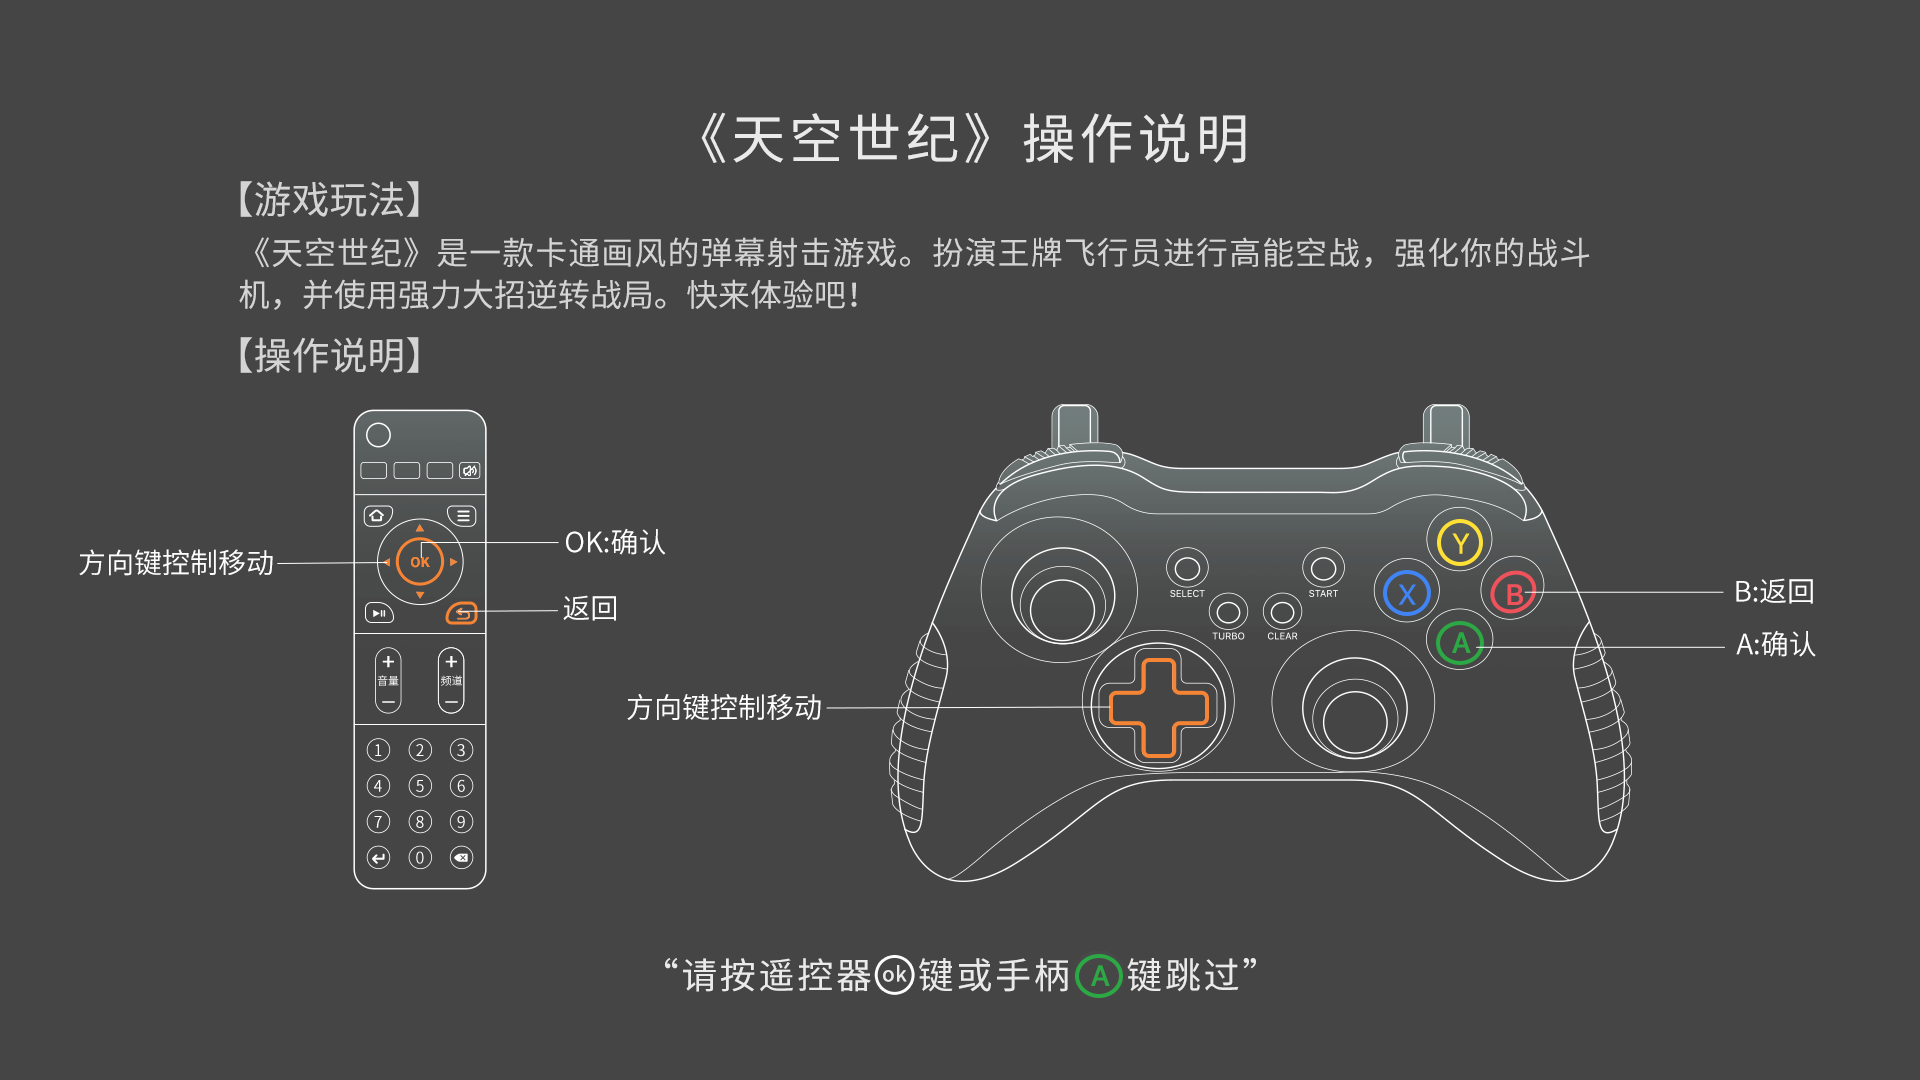 《天空世纪》操作说明
【游戏玩法】
《天空世纪》是一款卡通画风的弹幕射击游戏。扮演王牌飞行员进行高能空战，强化你的战斗
机，并使用强力大招逆转战局。快来体验吧！
【操作说明】
OK
OK:确认
方向键控制移动
返回
音量
频道
1 2 3
4 5 6
7 8 9
0
SELECT
START
TURBO
CLEAR
Y
X
B
A
B:返回
A:确认
方向键控制移动
“请按遥控器ok键或手柄A键跳过”